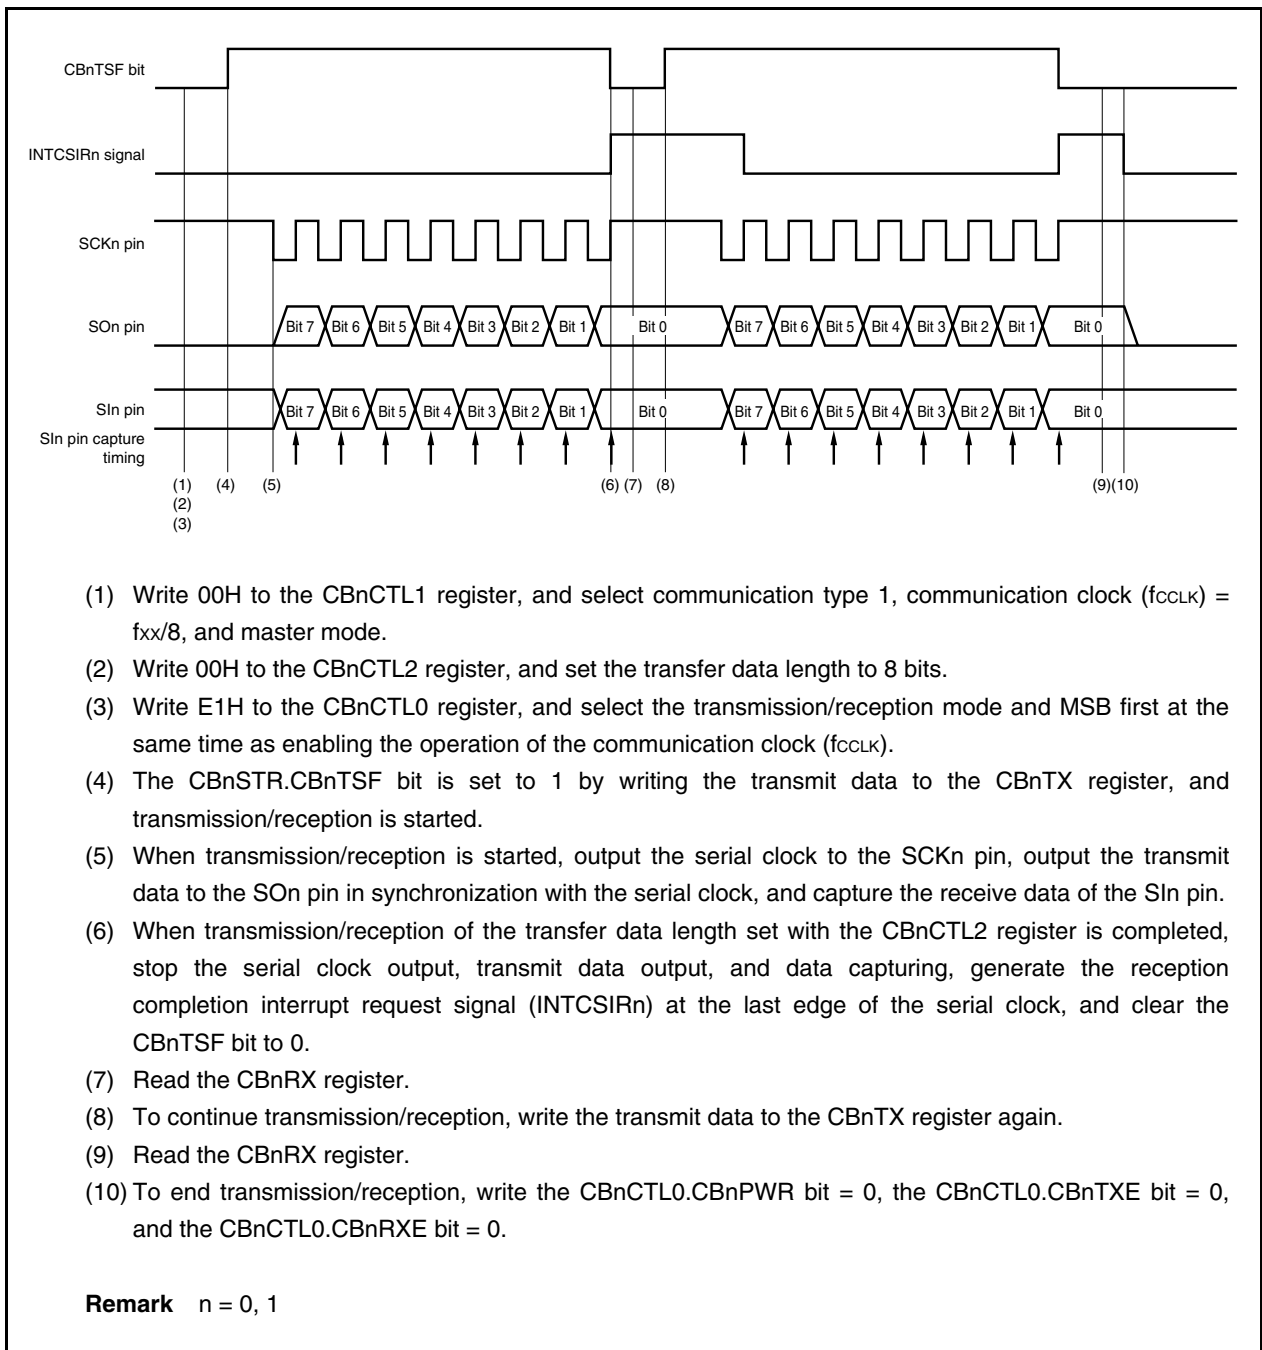 CBnTSF bit
INTCSIRn signal
SCKn pin
SOn pin
Bit 7 Bit 6 Bit 5 Bit 4 Bit 3 Bit 2 Bit 1 Bit 0 Bit 7 Bit 6 Bit 5 Bit 4 Bit 3 Bit 2 Bit 1 Bit 0
SIn pin
Bit 7 Bit 6 Bit 5 Bit 4 Bit 3 Bit 2 Bit 1 Bit 0 Bit 7 Bit 6 Bit 5 Bit 4 Bit 3 Bit 2 Bit 1 Bit 0
SIn pin capture
timing
(1) (4) (5) (6) (7) (8) (9) (10)
(2)
(3)
(1) Write 00H to the CBnCTL1 register, and select communication type 1, communication clock (fCCLK) =
fXX/8, and master mode.
(2) Write 00H to the CBnCTL2 register, and set the transfer data length to 8 bits.
(3) Write E1H to the CBnCTL0 register, and select the transmission/reception mode and MSB first at the
same time as enabling the operation of the communication clock (fCCLK).
(4) The CBnSTR.CBnTSF bit is set to 1 by writing the transmit data to the CBnTX register, and
transmission/reception is started.
(5) When transmission/reception is started, output the serial clock to the SCKn pin, output the transmit
data to the SOn pin in synchronization with the serial clock, and capture the receive data of the SIn pin.
(6) When transmission/reception of the transfer data length set with the CBnCTL2 register is completed,
stop the serial clock output, transmit data output, and data capturing, generate the reception
completion interrupt request signal (INTCSIRn) at the last edge of the serial clock, and clear the
CBnTSF bit to 0.
(7) Read the CBnRX register.
(8) To continue transmission/reception, write the transmit data to the CBnTX register again.
(9) Read the CBnRX register.
(10) To end transmission/reception, write the CBnCTL0.CBnPWR bit = 0, the CBnCTL0.CBnTXE bit = 0,
and the CBnCTL0.CBnRXE bit = 0.
Remark n = 0, 1